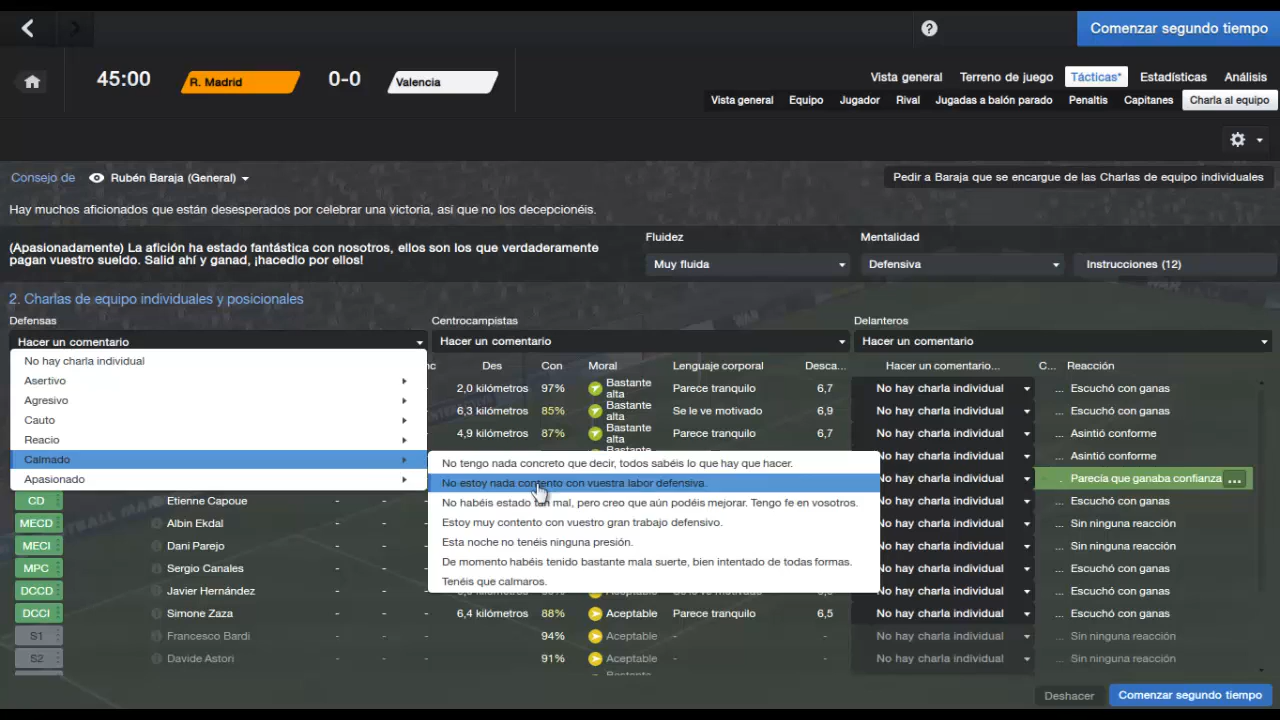 Comenzar segundo tiempo
45:00
R. Madrid
0-0
Valencia
Vista general
Terreno de juego
Tácticas*
Estadísticas
Análisis
Vista general
Equipo
Jugador
Rival
Jugadas a balón parado
Penaltis
Capitanes
Charla al equipo
Consejo de
Rubén Baraja (General)
Pedir a Baraja que se encargue de las Charlas de equipo individuales
Hay muchos aficionados que están desesperados por celebrar una victoria, así que no los decepcionéis.
(Apasionadamente) La afición ha estado fantástica con nosotros, ellos son los que verdaderamente
pagan vuestro sueldo. Salid ahí y ganad, ¡hacedlo por ellos!
Fluidez
Mentalidad
Muy fluida
Defensiva
Instrucciones (12)
2. Charlas de equipo individuales y posicionales
Defensas
Centrocampistas
Delanteros
Hacer un comentario
Hacer un comentario
Hacer un comentario
No hay charla individual
Asertivo
Agresivo
Cauto
Reacio
Calmado
Apasionado
No tengo nada concreto que decir, todos sabéis lo que hay que hacer.
No estoy nada contento con vuestra labor defensiva.
No habéis estado tan mal, pero creo que aún podéis mejorar. Tengo fe en vosotros.
Estoy muy contento con vuestro gran trabajo defensivo.
Esta noche no tenéis ninguna presión.
De momento habéis tenido bastante mala suerte, bien intentado de todas formas.
Tenéis que calmaros.
Des Con Moral Lenguaje corporal Desca... Hacer un comentario... C... Reacción
2,0 kilómetros 97% Bastante alta Parece tranquilo 6,7 No hay charla individual ... Escuchó con ganas
6,3 kilómetros 85% Bastante alta Se le ve motivado 6,9 No hay charla individual ... Escuchó con ganas
4,9 kilómetros 87% Bastante alta Parece tranquilo 6,7 No hay charla individual ... Asintió conforme
No hay charla individual ... Asintió conforme
No hay charla individual Parecía que ganaba confianza ...
CD Etienne Capoue - - - No hay charla individual ... Escuchó con ganas
MECD Albin Ekdal - - - No hay charla individual ... Sin ninguna reacción
MECI Dani Parejo - - - No hay charla individual ... Sin ninguna reacción
MPC Sergio Canales - - - No hay charla individual ... Escuchó con ganas
DCCD Javier Hernández - - - No hay charla individual ... Escuchó con ganas
DCCI Simone Zaza - - - 6,4 kilómetros 88% Aceptable Parece tranquilo 6,5 No hay charla individual ... Escuchó con ganas
S1 Francesco Bardi - - - 94% Aceptable - - No hay charla individual ... Sin ninguna reacción
S2 Davide Astori - - - 91% Aceptable - - No hay charla individual ... Sin ninguna reacción
Deshacer
Comenzar segundo tiempo